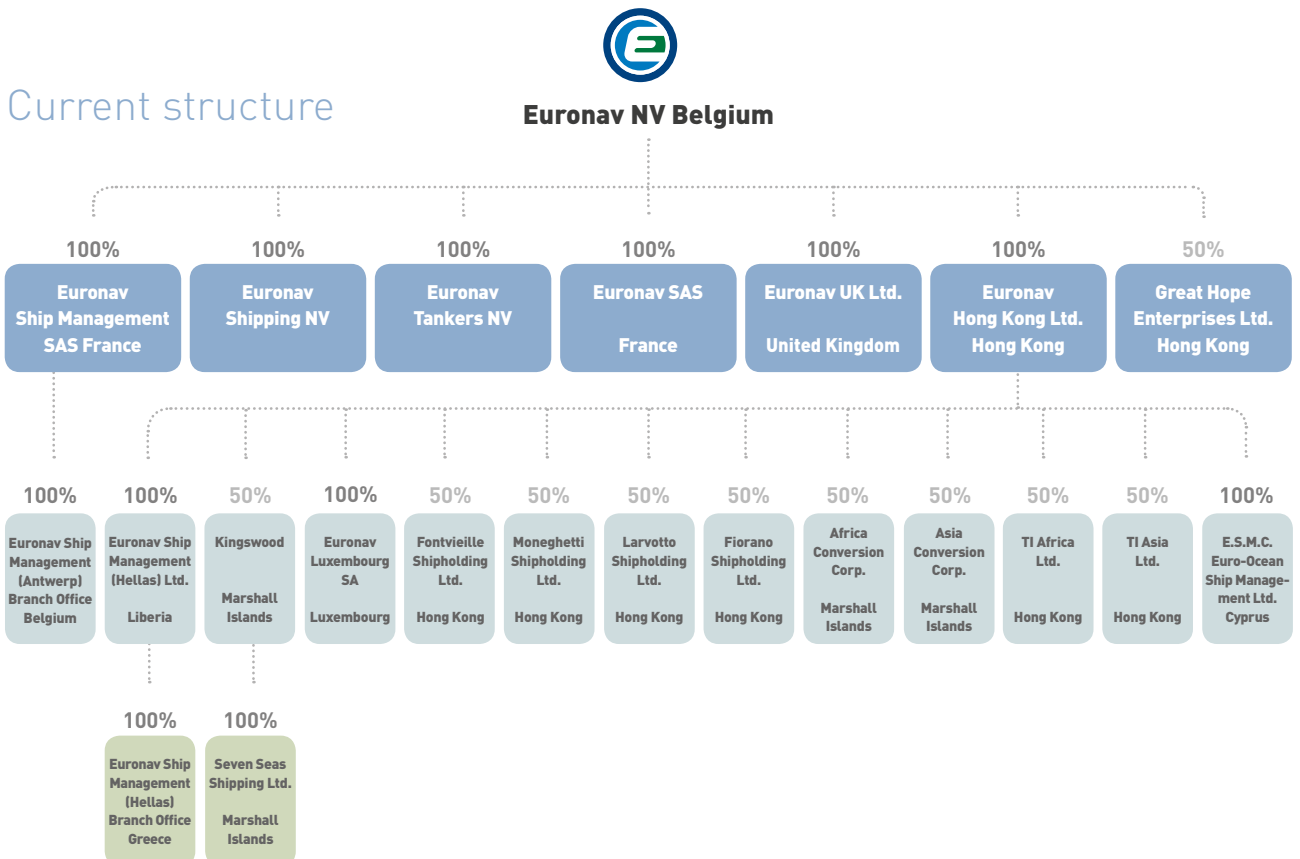 Current structure
Euronav NV Belgium
100%
100%
100%
100%
100%
100%
50%
Euronav
Ship Management
SAS France
Euronav
Shipping NV
Euronav
Tankers NV
Euronav SAS
France
Euronav UK Ltd.
United Kingdom
Euronav
Hong Kong Ltd.
Hong Kong
Great Hope
Enterprises Ltd.
Hong Kong
100%
100%
50%
100%
50%
50%
50%
50%
50%
50%
50%
50%
100%
Euronav Ship
Management
(Antwerp)
Branch Office
Belgium
Euronav Ship
Management
(Hellas) Ltd.
Liberia
Kingswood
Marshall
Islands
Euronav
Luxembourg
SA
Luxembourg
Fontvieille
Shipholding
Ltd.
Hong Kong
Moneghetti
Shipholding
Ltd.
Hong Kong
Larvotto
Shipholding
Ltd.
Hong Kong
Fiorano
Shipholding
Ltd.
Hong Kong
Africa
Conversion
Corp.
Marshall
Islands
Asia
Conversion
Corp.
Marshall
Islands
TI Africa
Ltd.
Hong Kong
TI Asia
Ltd.
Hong Kong
E.S.M.C.
Euro-Ocean
Ship Manage-
ment Ltd.
Cyprus
100%
100%
Euronav Ship
Management
(Hellas)
Branch Office
Greece
Seven Seas
Shipping Ltd.
Marshall
Islands